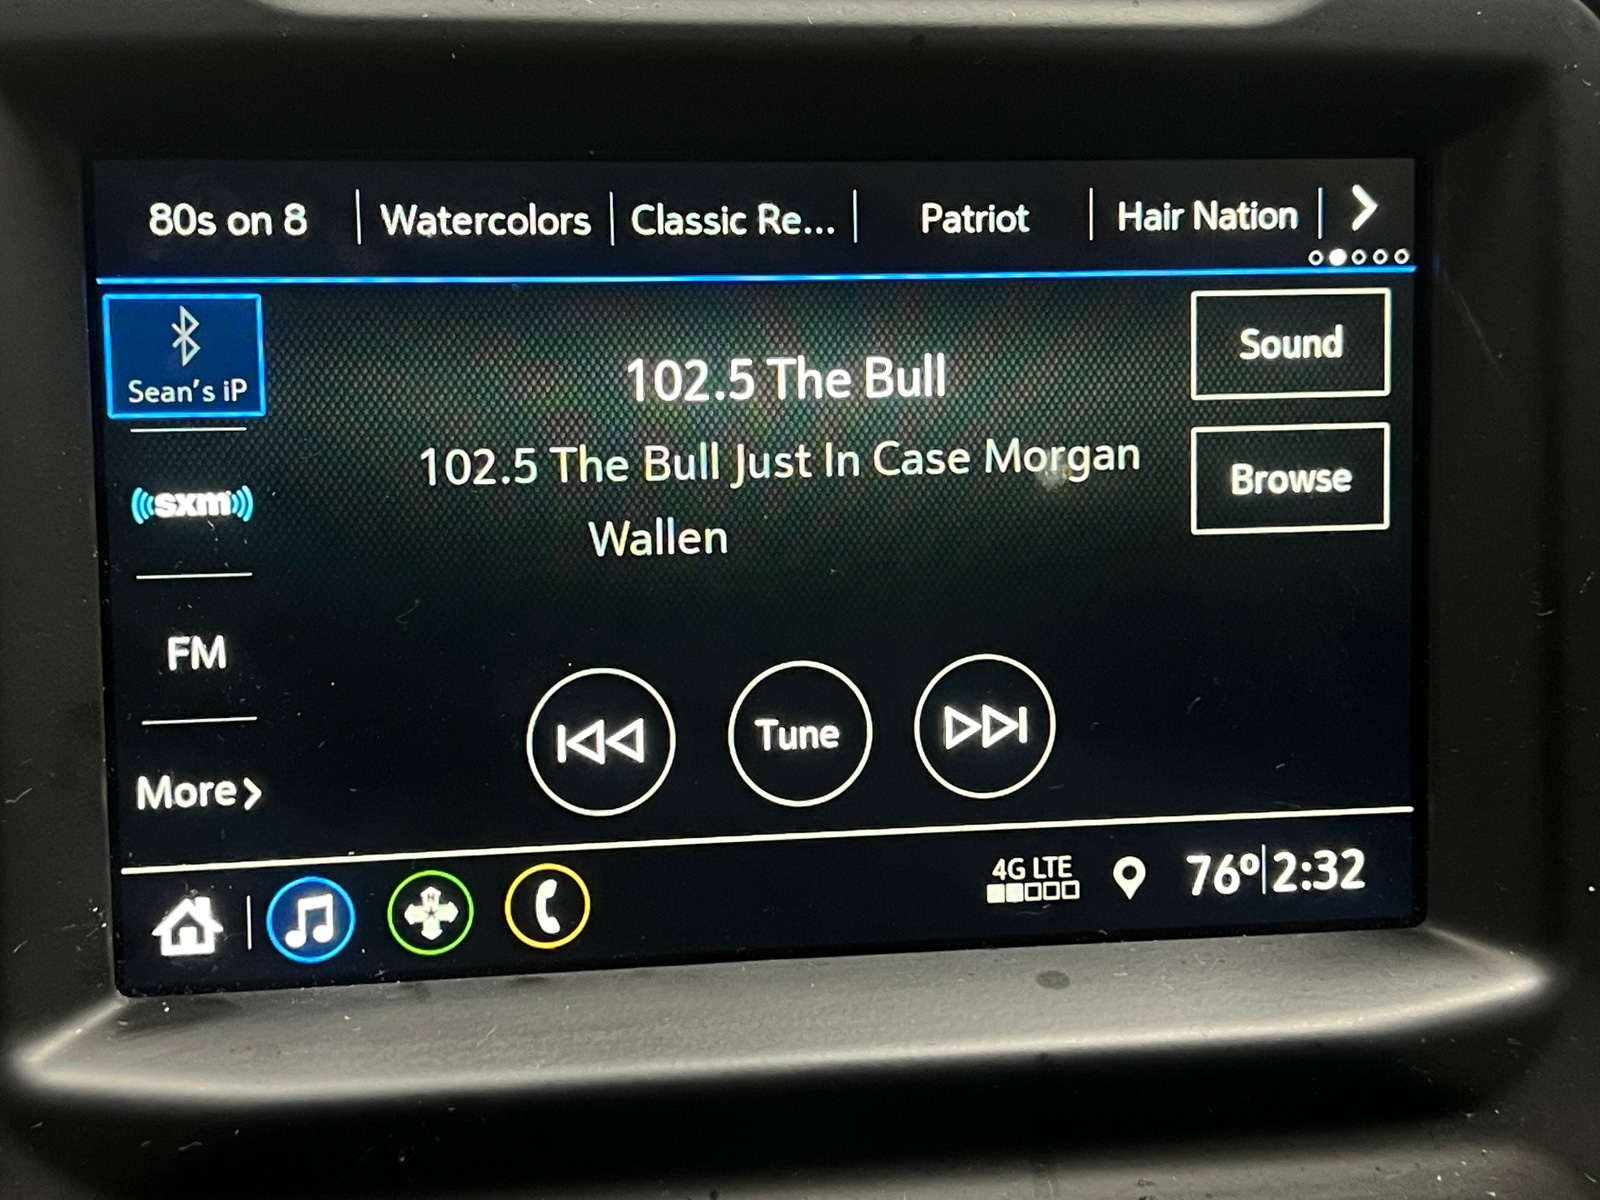 80s on 8
Watercolors
Classic Re...
Patriot
Hair Nation
Sean's iP
sxm
FM
More
102.5 The Bull
102.5 The Bull Just In Case Morgan
Wallen
Sound
Browse
Tune
4G LTE
76° 2:32
N